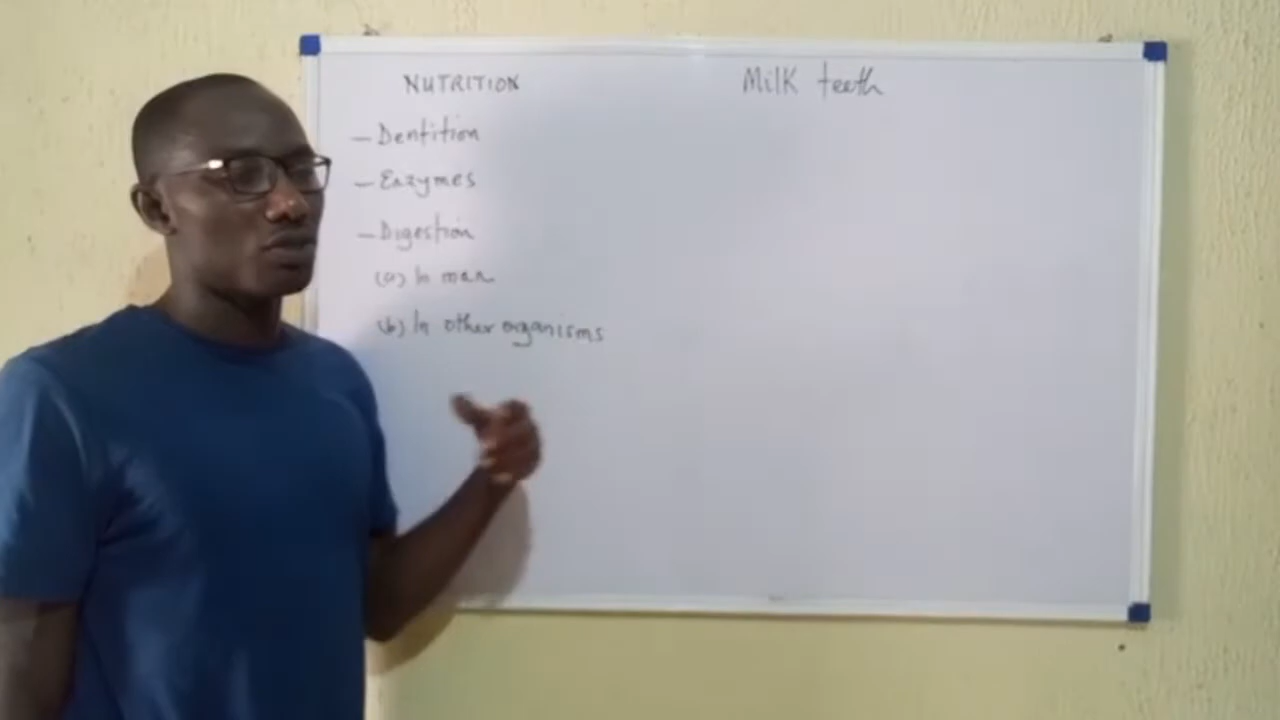 NUTRITION
- Dentition
- Enzymes
- Digestion
(a) In man
(b) In other organisms
Milk teeth